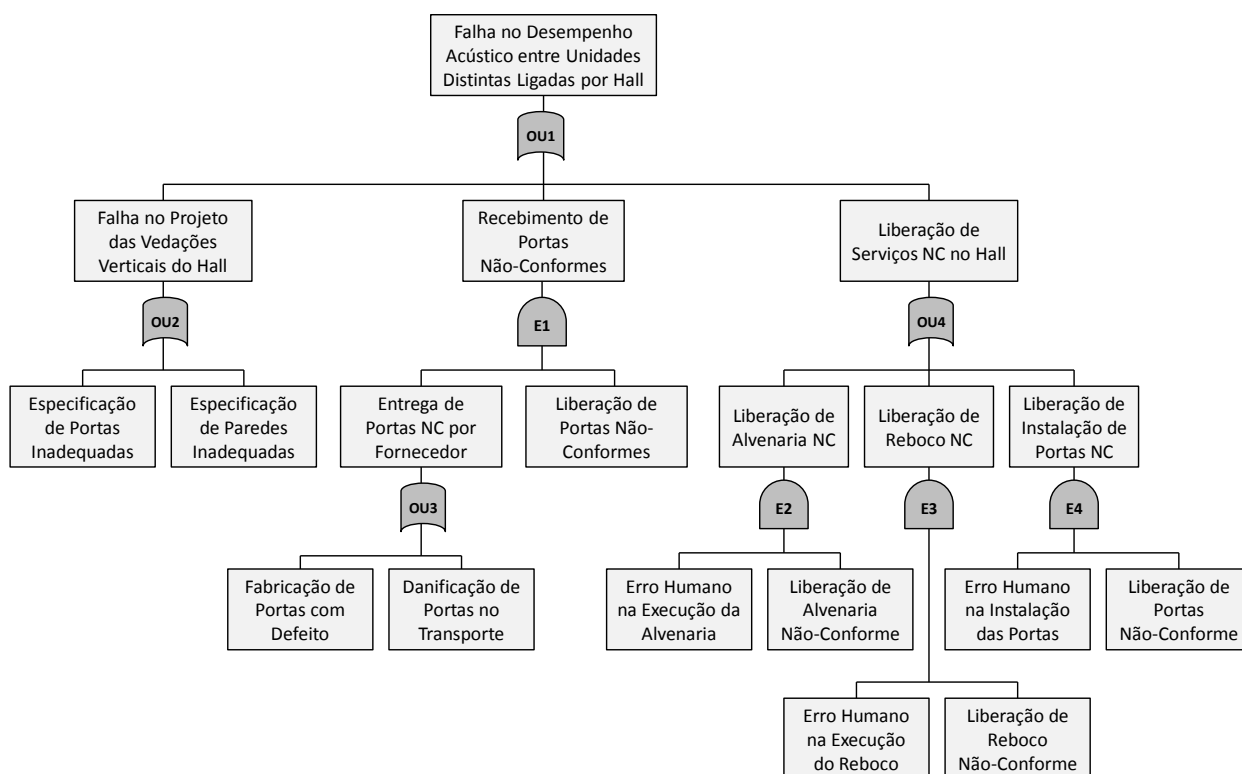 Falha no Desempenho
Acústico entre Unidades
Distintas Ligadas por Hall
OU1
Falha no Projeto
das Vedações
Verticais do Hall
Recebimento de
Portas
Não-Conformes
Liberação de
Serviços NC no Hall
OU2
E1
OU4
Especificação
de Portas
Inadequadas
Especificação
de Paredes
Inadequadas
Entrega de
Portas NC por
Fornecedor
Liberação de
Portas Não-
Conformes
Liberação de
Alvenaria NC
Liberação de
Reboco NC
Liberação de
Instalação de
Portas NC
OU3
E2
E3
E4
Fabricação de
Portas com
Defeito
Danificação de
Portas no
Transporte
Erro Humano
na Execução da
Alvenaria
Liberação de
Alvenaria
Não-Conforme
Erro Humano
na Instalação
das Portas
Liberação de
Portas
Não-Conforme
Erro Humano
na Execução
do Reboco
Liberação de
Reboco
Não-Conforme